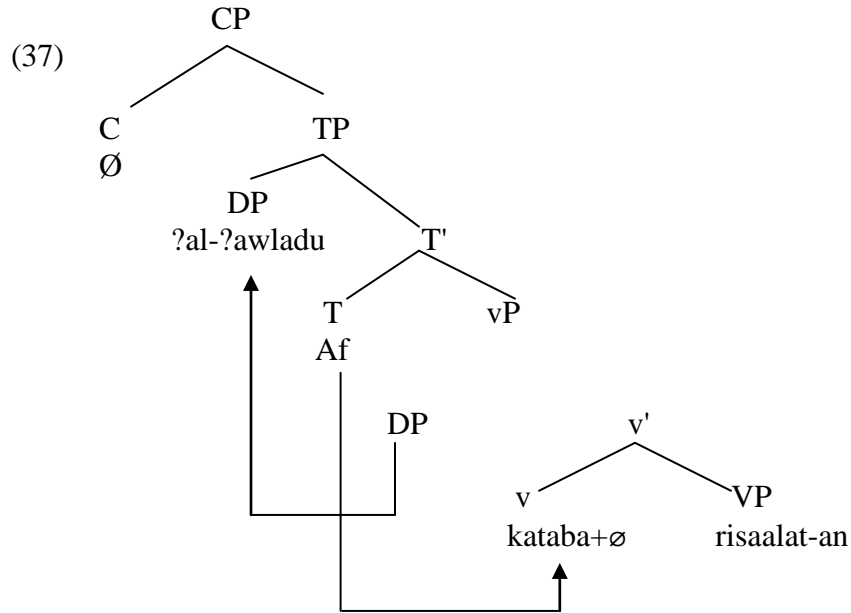 CP
(37)
C TP
Ø
DP
?al-?awladu T'
T vP
Af
DP v'
v VP
kataba+∅ risaalat-an